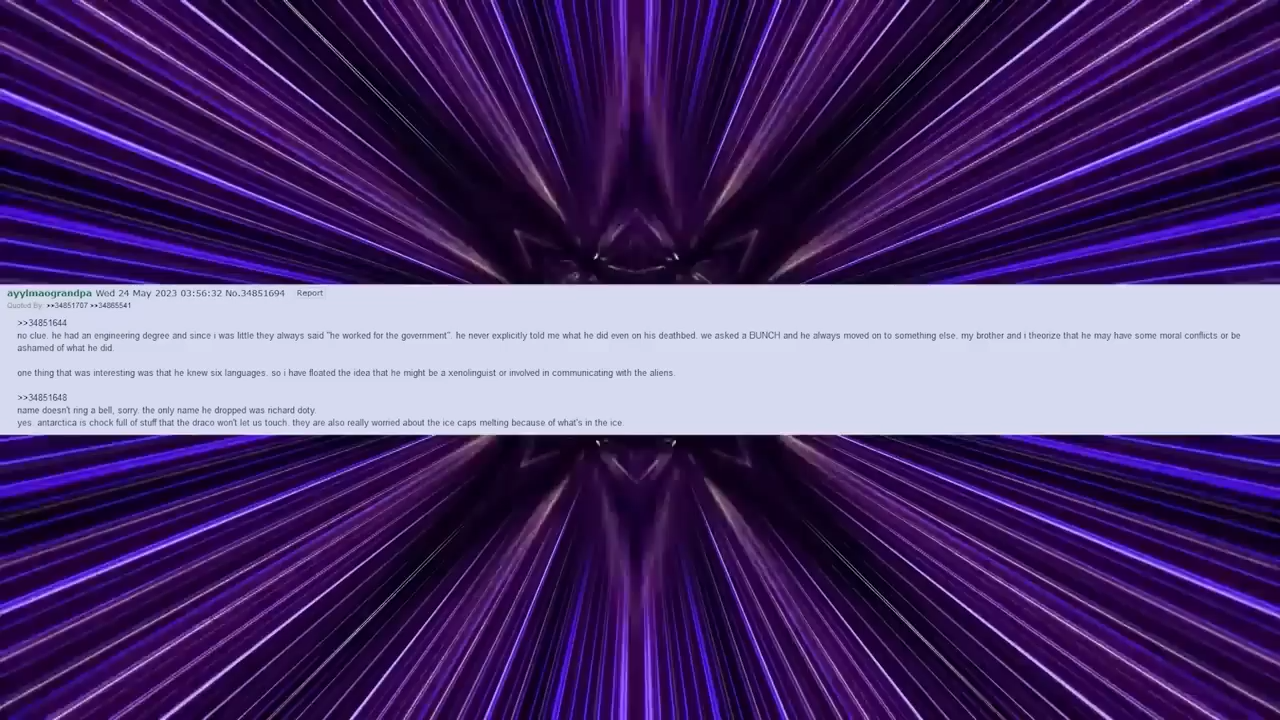 ayylmaograndpa Wed 24 May 2023 03:56:32 No.34851694 Report
Quoted By: >>34851707 >>34865541
>>34851644
no clue. he had an engineering degree and since i was little they always said "he worked for the government". he never explicitly told me what he did even on his deathbed. we asked a BUNCH and he always moved on to something else. my brother and i theorize that he may have some moral conflicts or be
ashamed of what he did.
one thing that was interesting was that he knew six languages. so i have floated the idea that he might be a xenolinguist or involved in communicating with the aliens.
>>34851648
name doesn't ring a bell, sorry. the only name he dropped was richard doty.
yes. antarctica is chock full of stuff that the draco won't let us touch. they are also really worried about the ice caps melting because of what's in the ice.